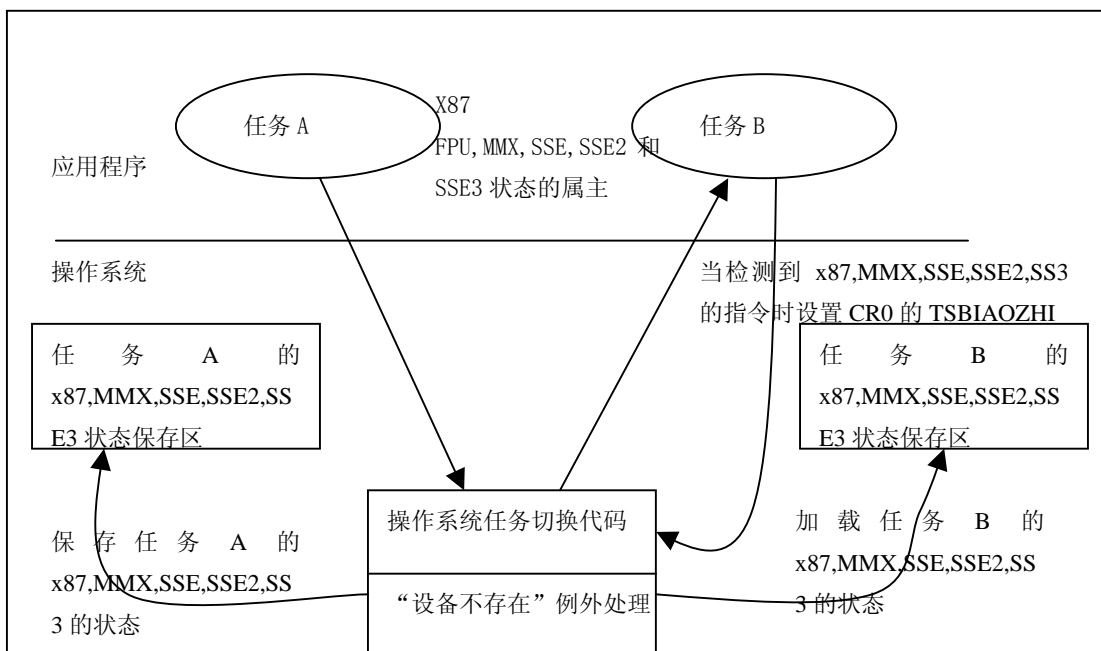 任务 A
X87
FPU,MMX,SSE,SSE2 和
SSE3 状态的属主
任务 B
应用程序
操作系统
当检测到 x87,MMX,SSE,SSE2,SS3
的指令时设置 CR0 的 TSBIAOZHI
任务 A 的
x87,MMX,SSE,SSE2,SS
E3 状态保存区
任务 B 的
x87,MMX,SSE,SSE2,SS
E3 状态保存区
操作系统任务切换代码
“设备不存在”例外处理
保存任务 A 的
x87,MMX,SSE,SSE2,SS
3 的状态
加载任务 B 的
x87,MMX,SSE,SSE2,SS
3 的状态